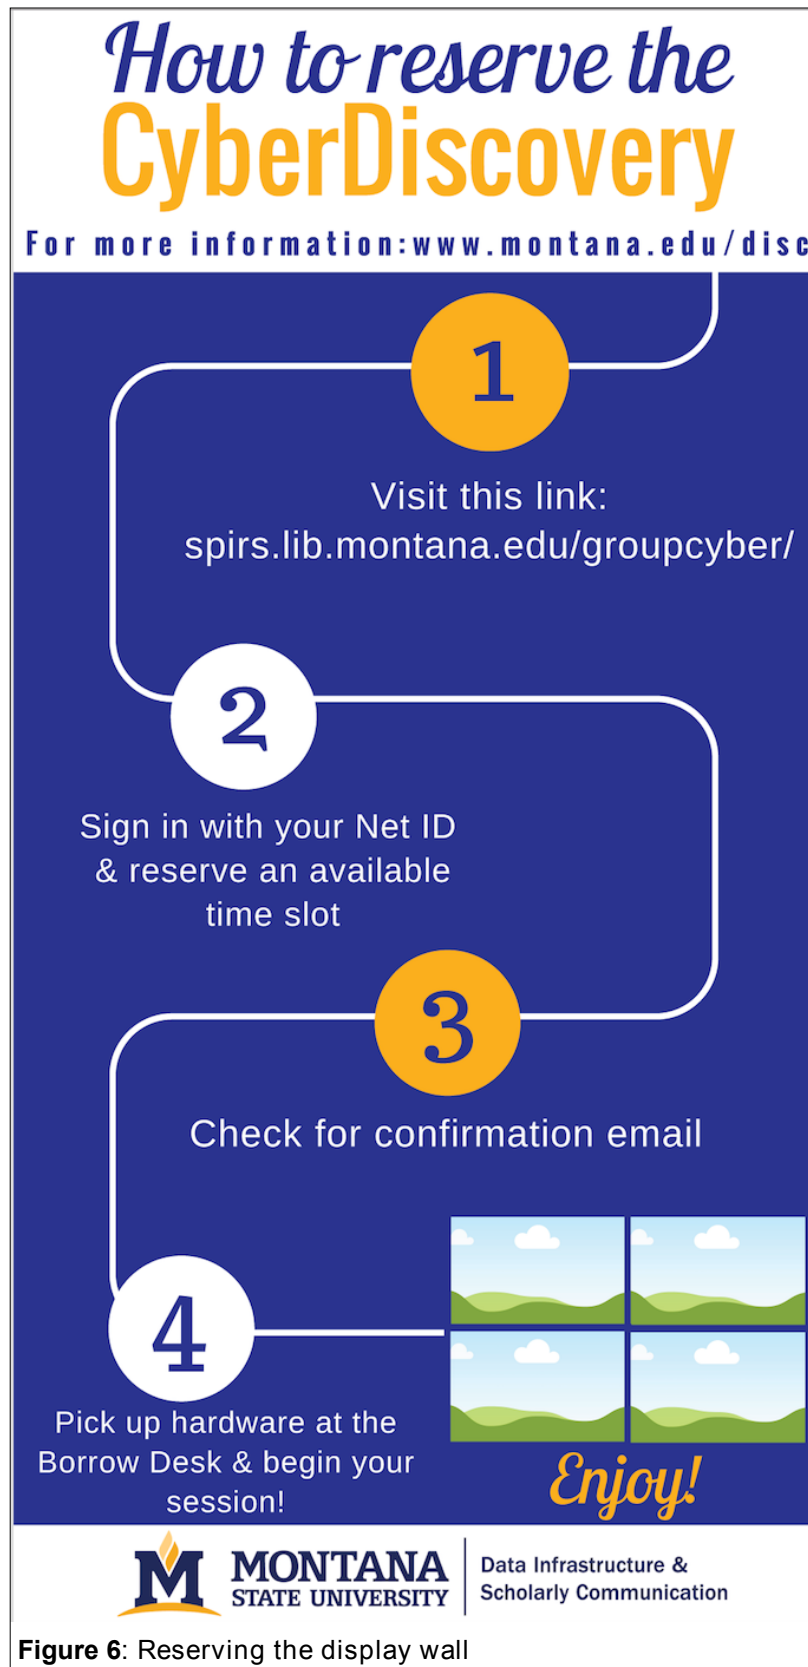 How to reserve the
CyberDiscovery
For more information:www.montana.edu/disc
1
Visit this link:
spirs.lib.montana.edu/groupcyber/
2
Sign in with your Net ID
& reserve an available
time slot
3
Check for confirmation email
4
Pick up hardware at the
Borrow Desk & begin your
session!
Enjoy!
M MONTANA
STATE UNIVERSITY
Data Infrastructure &
Scholarly Communication
Figure 6: Reserving the display wall